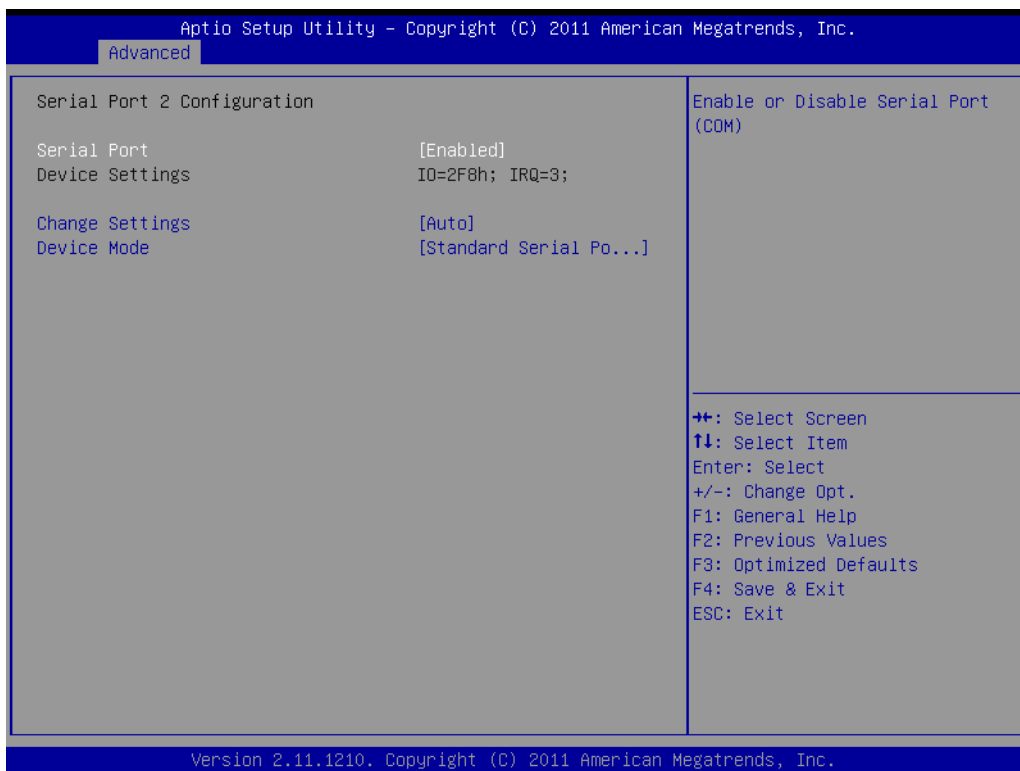 Aptio Setup Utility – Copyright (C) 2011 American Megatrends, Inc.
Advanced
Serial Port 2 Configuration
Serial Port [Enabled]
Device Settings IO=2F8h; IRQ=3;
Change Settings [Auto]
Device Mode [Standard Serial Po...]
Enable or Disable Serial Port
(COM)
→←: Select Screen
↑↓: Select Item
Enter: Select
+/-: Change Opt.
F1: General Help
F2: Previous Values
F3: Optimized Defaults
F4: Save & Exit
ESC: Exit
Version 2.11.1210. Copyright (C) 2011 American Megatrends, Inc.